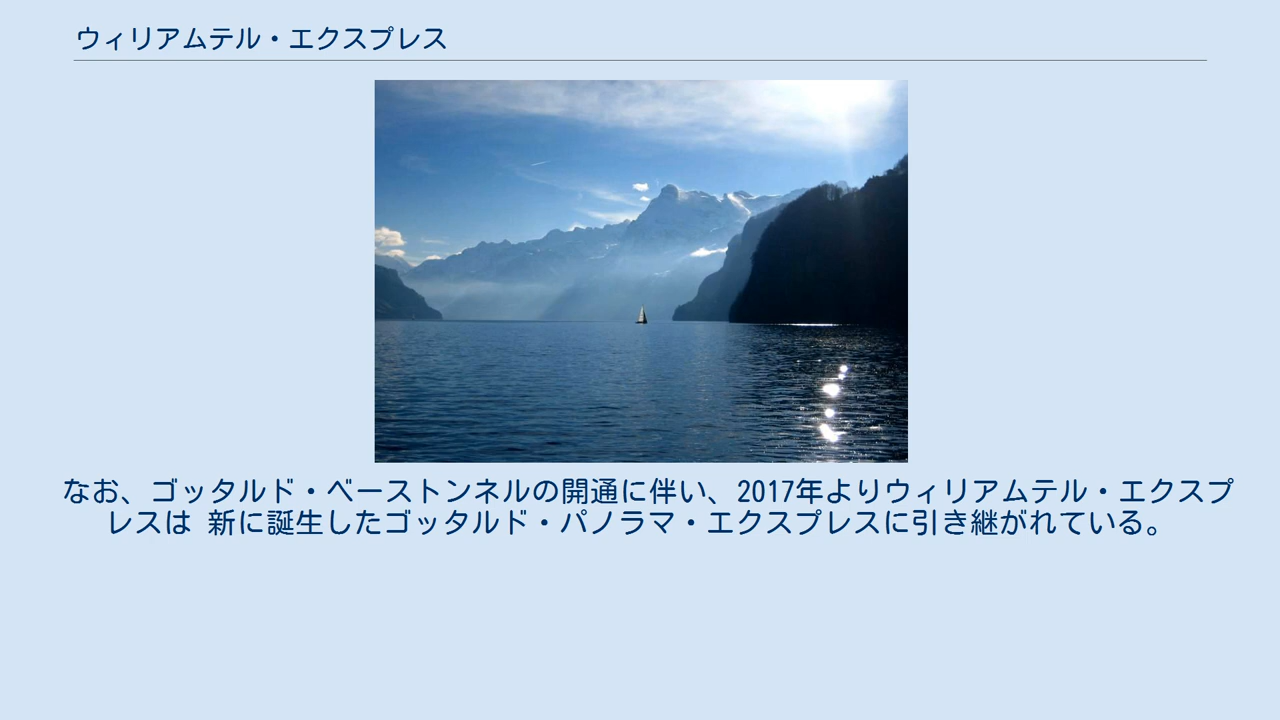 ウィリアムテル・エクスプレス
なお、ゴッタルド・ベーストンネルの開通に伴い、2017年よりウィリアムテル・エクスプ
レスは 新に誕生したゴッタルド・パノラマ・エクスプレスに引き継がれている。